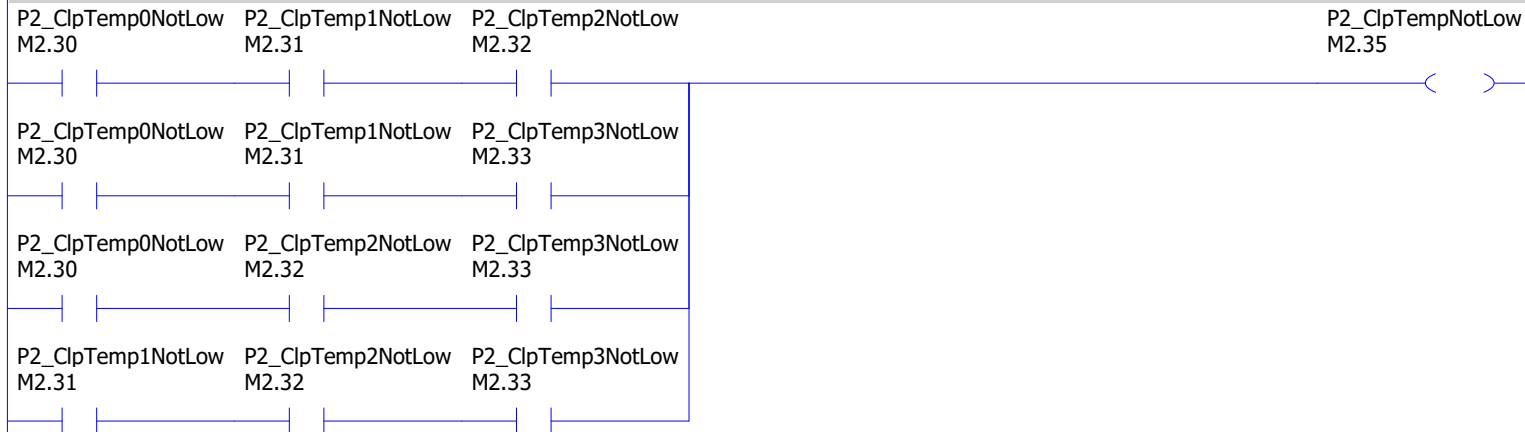 P2_ClpTemp0NotLow P2_ClpTemp1NotLow P2_ClpTemp2NotLow P2_ClpTempNotLow
M2.30 M2.31 M2.32 M2.35
P2_ClpTemp0NotLow P2_ClpTemp1NotLow P2_ClpTemp3NotLow
M2.30 M2.31 M2.33
P2_ClpTemp0NotLow P2_ClpTemp2NotLow P2_ClpTemp3NotLow
M2.30 M2.32 M2.33
P2_ClpTemp1NotLow P2_ClpTemp2NotLow P2_ClpTemp3NotLow
M2.31 M2.32 M2.33